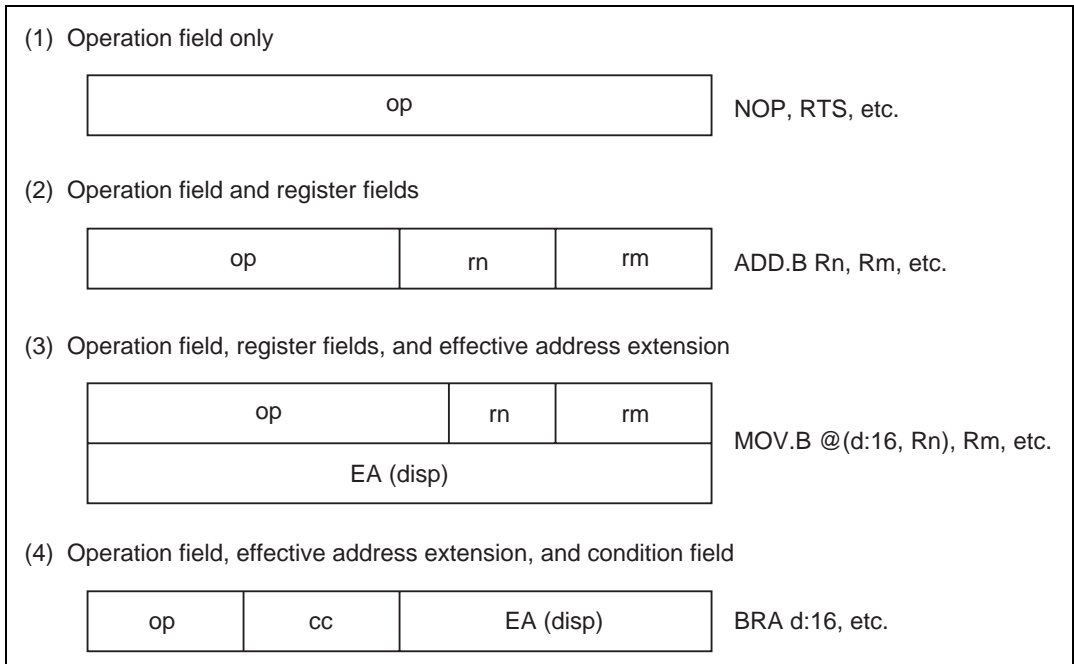 (1) Operation field only
op
NOP, RTS, etc.
(2) Operation field and register fields
op rn rm
ADD.B Rn, Rm, etc.
(3) Operation field, register fields, and effective address extension
op rn rm
EA (disp)
MOV.B @(d:16, Rn), Rm, etc.
(4) Operation field, effective address extension, and condition field
op cc EA (disp)
BRA d:16, etc.